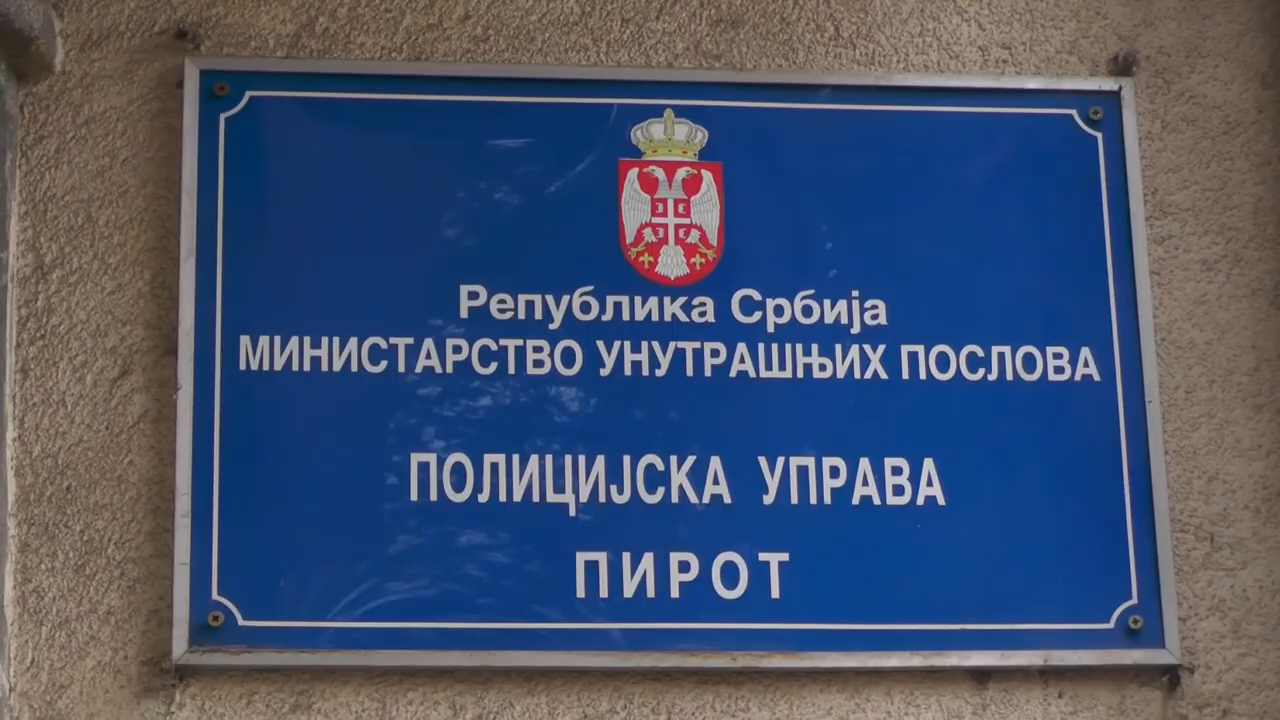 Република Србија
МИНИСТАРСТВО УНУТРАШЊИХ ПОСЛОВА
ПОЛИЦИЈСКА УПРАВА
ПИРОТ